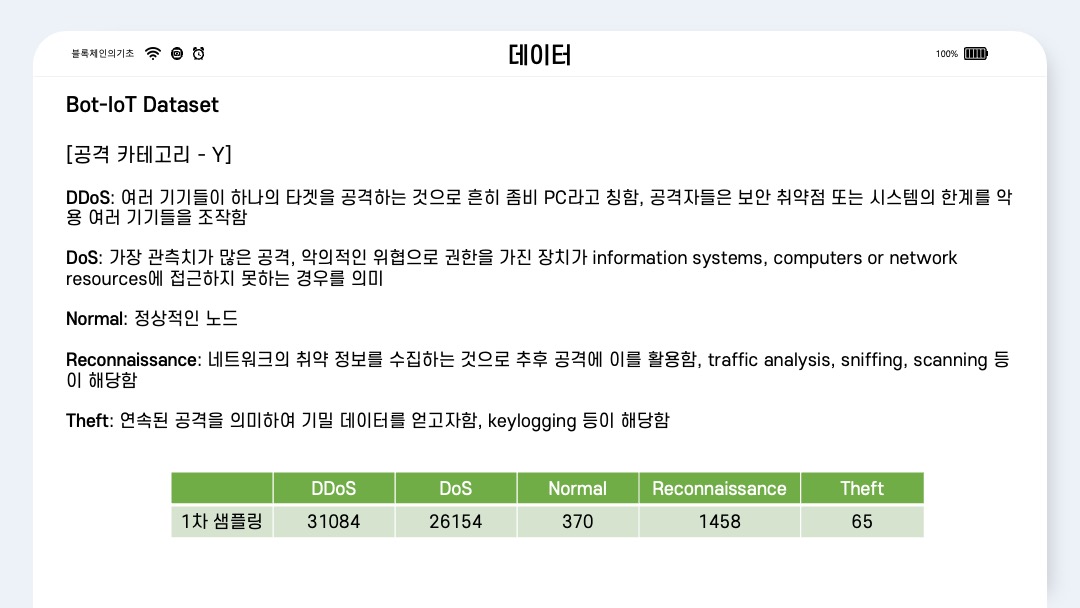 블록체인의기초
데이터
100%
Bot-IoT Dataset
[공격 카테고리 - Y]
DDoS: 여러 기기들이 하나의 타겟을 공격하는 것으로 흔히 좀비 PC라고 칭함, 공격자들은 보안 취약점 또는 시스템의 한계를 악
용 여러 기기들을 조작함
DoS: 가장 관측치가 많은 공격, 악의적인 위협으로 권한을 가진 장치가 information systems, computers or network
resources에 접근하지 못하는 경우를 의미
Normal: 정상적인 노드
Reconnaissance: 네트워크의 취약 정보를 수집하는 것으로 추후 공격에 이를 활용함, traffic analysis, sniffing, scanning 등
이 해당함
Theft: 연속된 공격을 의미하여 기밀 데이터를 얻고자함, keylogging 등이 해당함
DDoS DoS Normal Reconnaissance Theft
1차 샘플링 31084 26154 370 1458 65